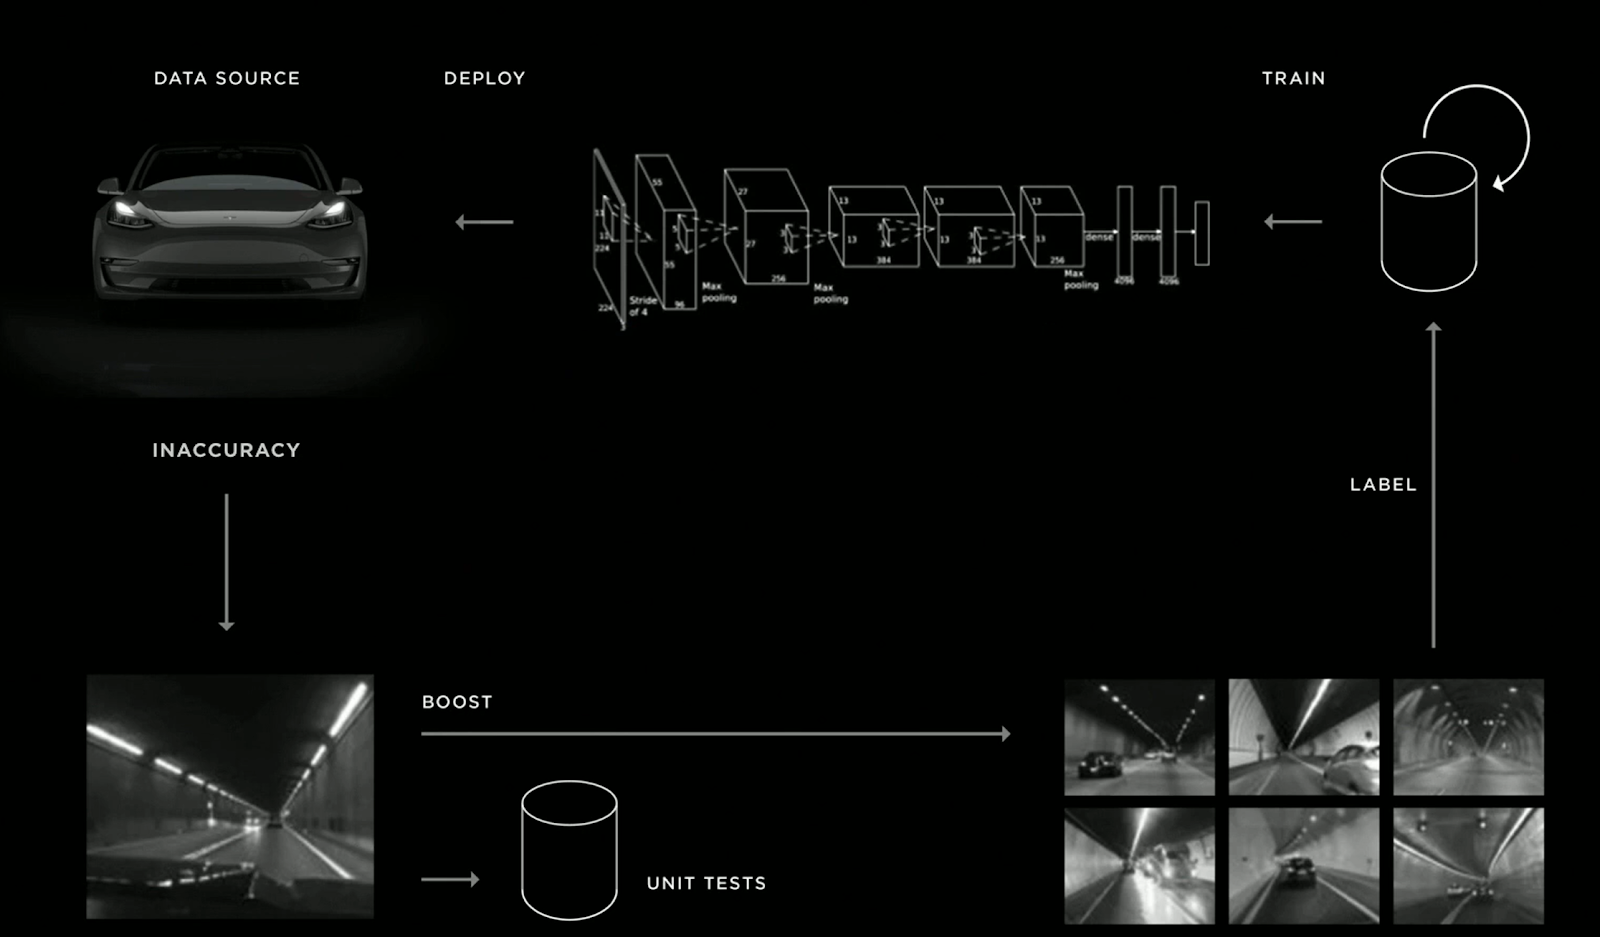 DATA SOURCE
DEPLOY
TRAIN
55
27
13
13
13
11
11
224
5
5
55
3
3
27
3
3
13
3
3
13
13
dense
dense
384
384
256
256
4096
4096
Max
pooling
Max
pooling
Max
pooling
224
Stride
of 4
96
3
INACCURACY
LABEL
BOOST
UNIT TESTS